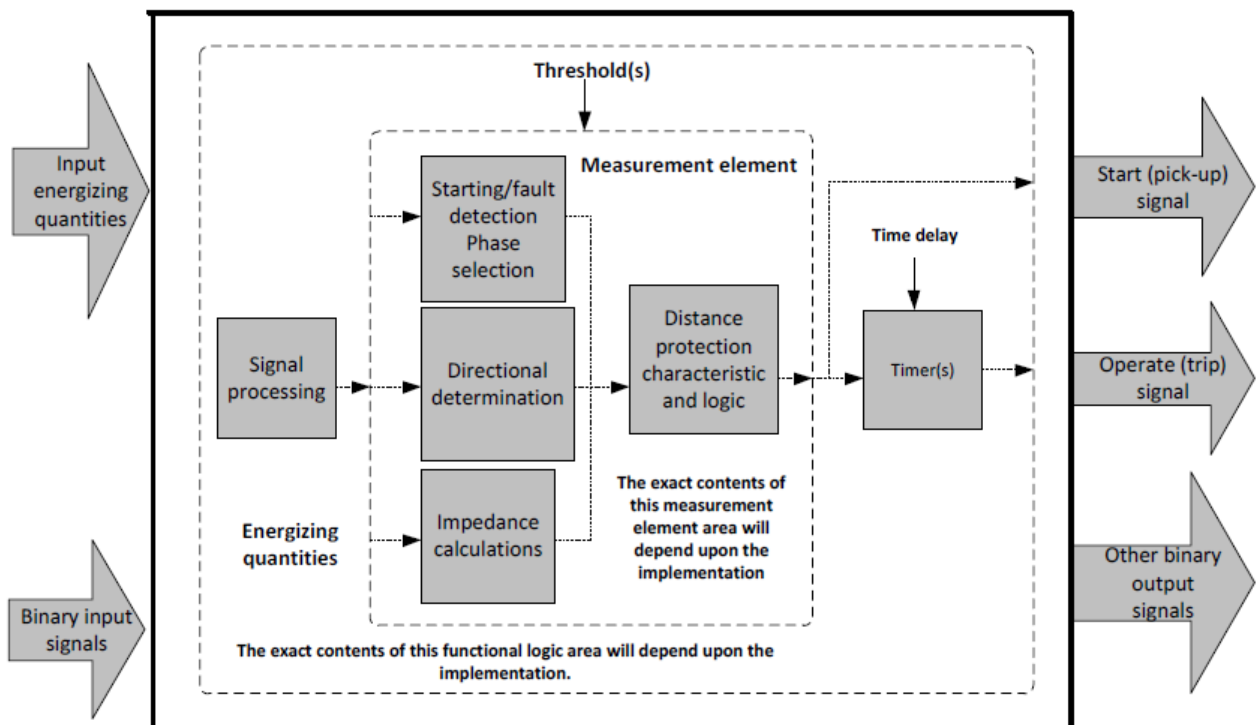 Threshold(s)
Input
energizing
quantities
Measurement element
Starting/fault
detection
Phase
selection
Start (pick-up)
signal
Time delay
Signal
processing
Directional
determination
Distance
protection
characteristic
and logic
Timer(s)
Operate (trip)
signal
Energizing
quantities
Impedance
calculations
The exact contents of
this measurement
element area will
depend upon the
implementation
Other binary
output
signals
Binary input
signals
The exact contents of this functional logic area will depend upon the
implementation.